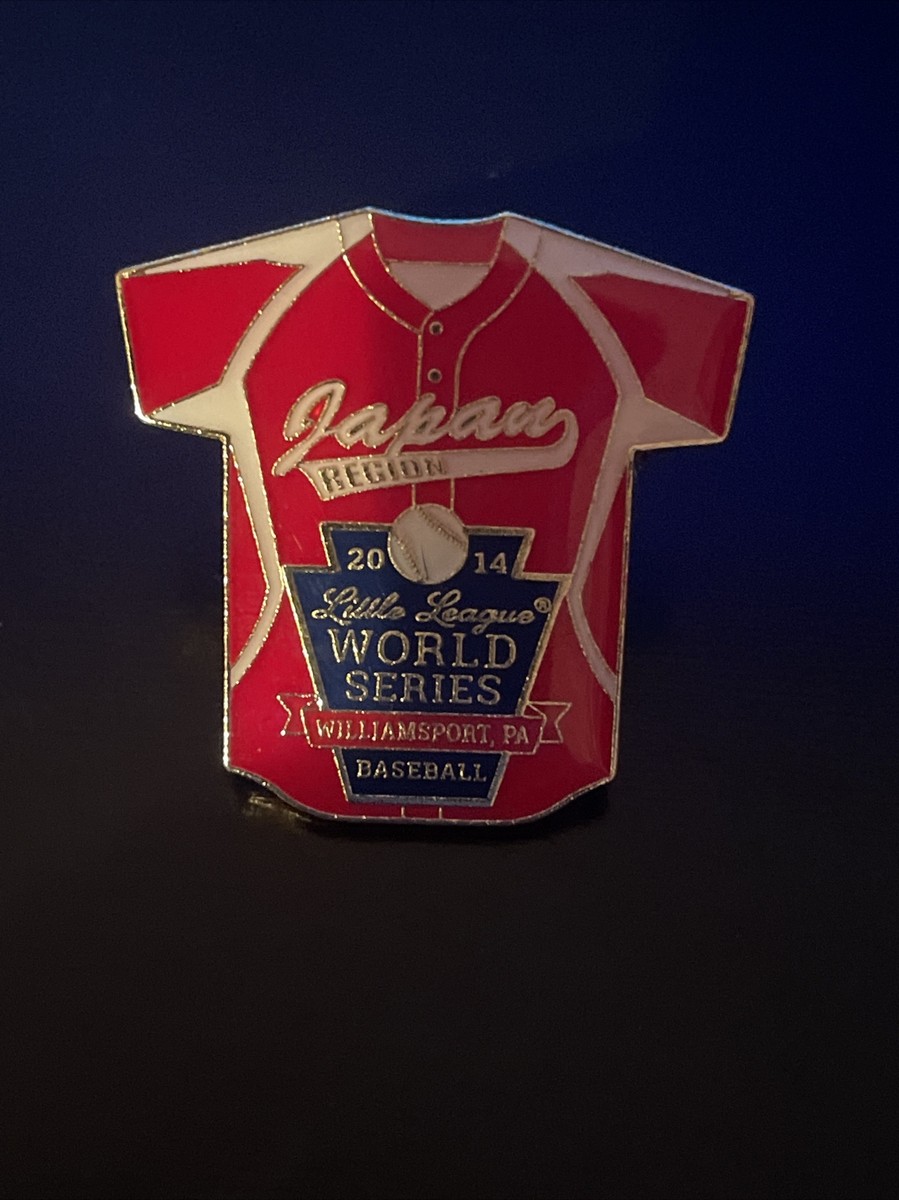 Japan
REGION
20 14
Little League®
WORLD
SERIES
WILLIAMSPORT, PA
BASEBALL